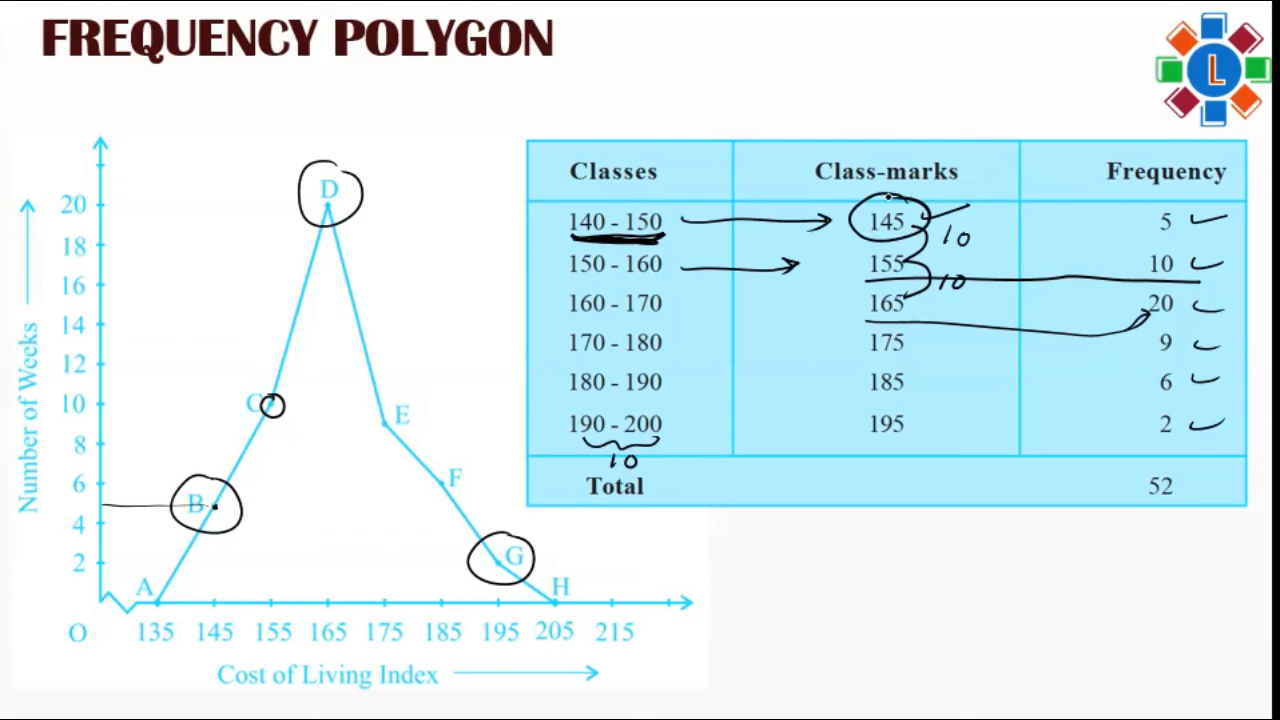 FREQUENCY POLYGON
L
Number of Weeks
20
18
16
14
12
10
8
6
4
2
A
B
C
D
E
F
G
H
O
135 145 155 165 175 185 195 205 215
Cost of Living Index
Classes Class-marks Frequency
140 - 150 145 5
10
150 - 160 155 10
10
160 - 170 165 20
170 - 180 175 9
180 - 190 185 6
190 - 200 195 2
10
Total 52